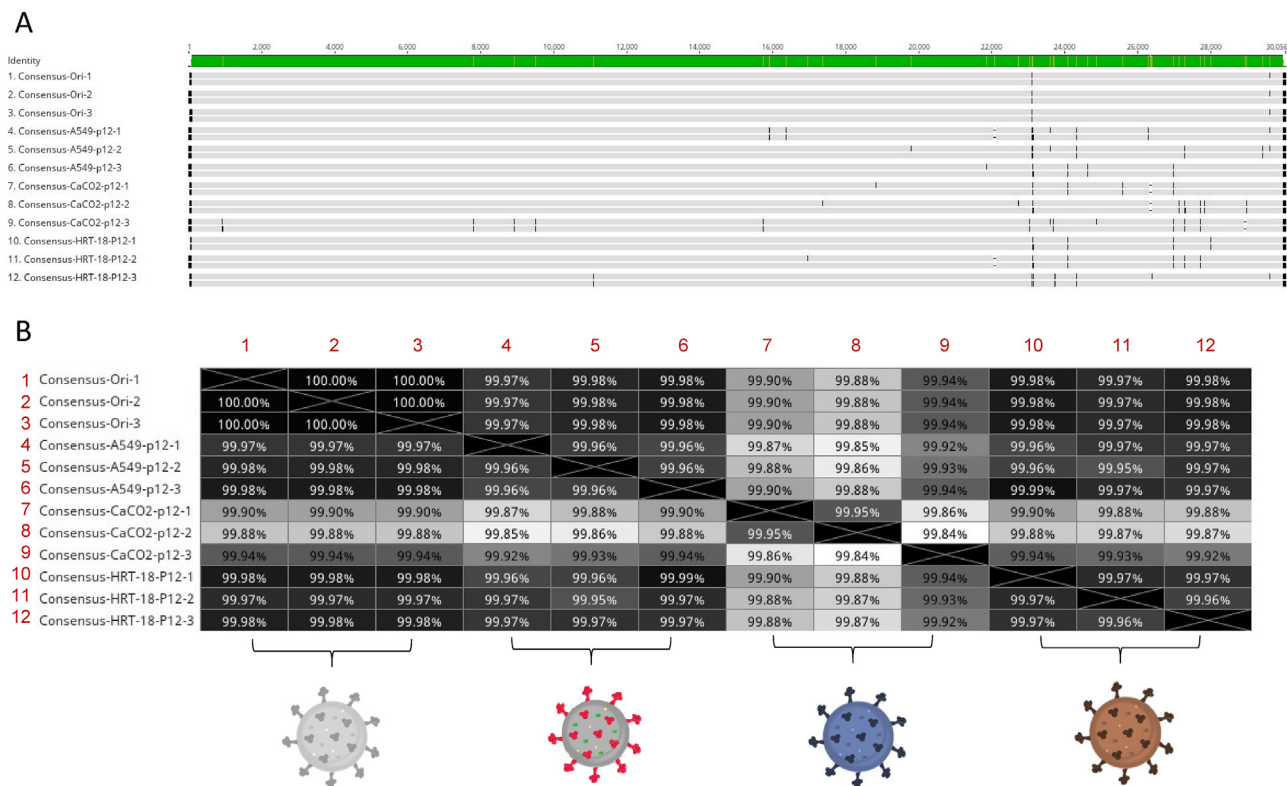 A
1 2,000 4,000 6,000 8,000 10,000 12,000 14,000 16,000 18,000 20,000 22,000 24,000 26,000 28,000 30,056
Identity
1. Consensus-Ori-1
2. Consensus-Ori-2
3. Consensus-Ori-3
4. Consensus-A549-p12-1
5. Consensus-A549-p12-2
6. Consensus-A549-p12-3
7. Consensus-CaCO2-p12-1
8. Consensus-CaCO2-p12-2
9. Consensus-CaCO2-p12-3
10. Consensus-HRT-18-P12-1
11. Consensus-HRT-18-P12-2
12. Consensus-HRT-18-P12-3
B
1 2 3 4 5 6 7 8 9 10 11 12
1 Consensus-Ori-1 100.00% 100.00% 99.97% 99.98% 99.98% 99.90% 99.88% 99.94% 99.98% 99.97% 99.98%
2 Consensus-Ori-2 100.00% 100.00% 99.97% 99.98% 99.98% 99.90% 99.88% 99.94% 99.98% 99.97% 99.98%
3 Consensus-Ori-3 100.00% 100.00% 99.97% 99.98% 99.98% 99.90% 99.88% 99.94% 99.98% 99.97% 99.98%
4 Consensus-A549-p12-1 99.97% 99.97% 99.97% 99.96% 99.96% 99.87% 99.85% 99.92% 99.96% 99.97% 99.97%
5 Consensus-A549-p12-2 99.98% 99.98% 99.98% 99.96% 99.96% 99.88% 99.86% 99.93% 99.96% 99.95% 99.97%
6 Consensus-A549-p12-3 99.98% 99.98% 99.98% 99.96% 99.96% 99.90% 99.88% 99.94% 99.99% 99.97% 99.97%
7 Consensus-CaCO2-p12-1 99.90% 99.90% 99.90% 99.87% 99.88% 99.90% 99.95% 99.86% 99.90% 99.88% 99.88%
8 Consensus-CaCO2-p12-2 99.88% 99.88% 99.88% 99.85% 99.86% 99.88% 99.95% 99.84% 99.88% 99.87% 99.87%
9 Consensus-CaCO2-p12-3 99.94% 99.94% 99.94% 99.92% 99.93% 99.94% 99.86% 99.84% 99.94% 99.93% 99.92%
10 Consensus-HRT-18-P12-1 99.98% 99.98% 99.98% 99.96% 99.96% 99.99% 99.90% 99.88% 99.94% 99.97% 99.97%
11 Consensus-HRT-18-P12-2 99.97% 99.97% 99.97% 99.97% 99.95% 99.97% 99.88% 99.87% 99.93% 99.97% 99.96%
12 Consensus-HRT-18-P12-3 99.98% 99.98% 99.98% 99.97% 99.97% 99.97% 99.88% 99.87% 99.92% 99.97% 99.96%